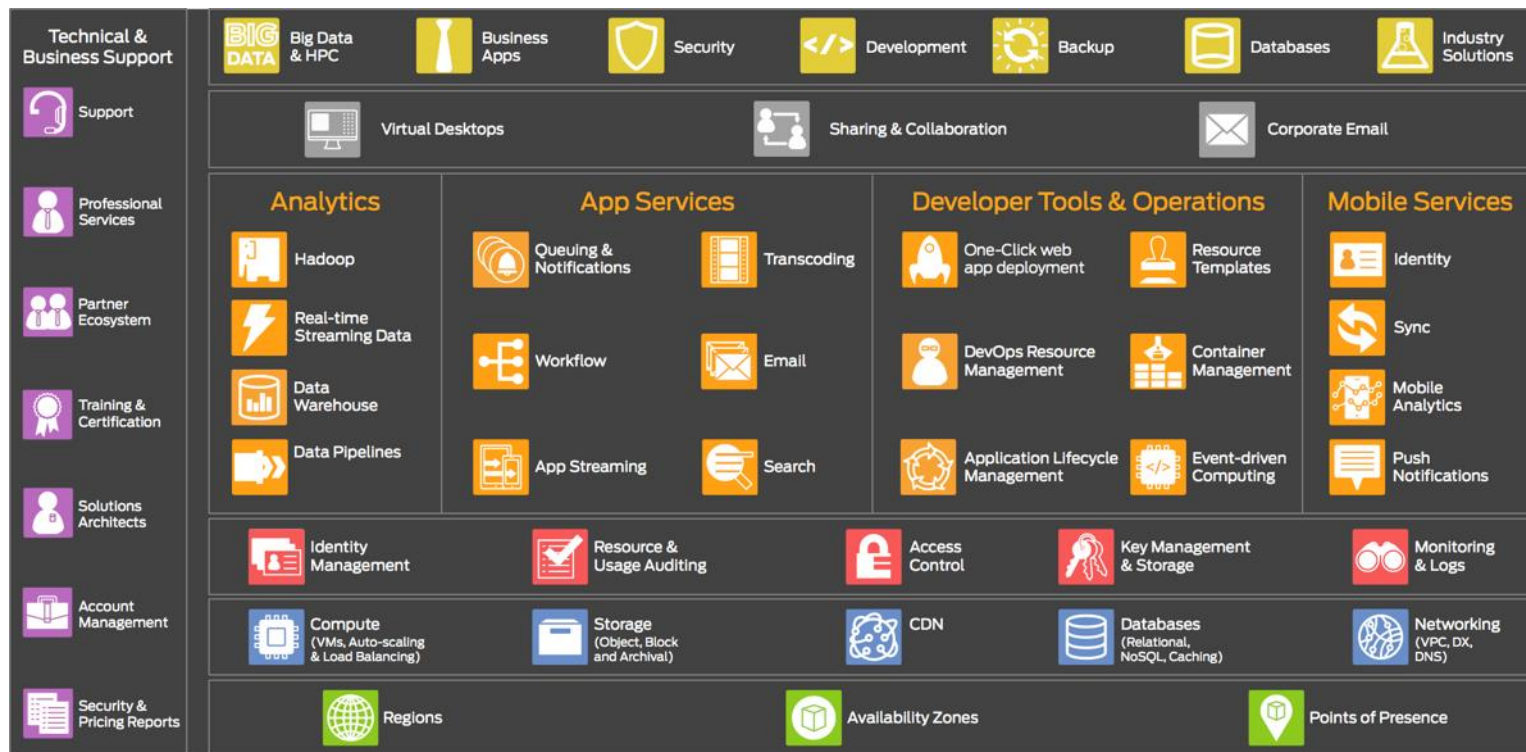 Technical &
Business Support
Support
Professional
Services
Partner
Ecosystem
Training &
Certification
Solutions
Architects
Account
Management
Security &
Pricing Reports
BIG
DATA
Big Data
& HPC
Business
Apps
Security
</>
Development
Backup
Databases
Industry
Solutions
Virtual Desktops
Sharing & Collaboration
Corporate Email
Analytics
Hadoop
Real-time
Streaming Data
Data
Warehouse
Data Pipelines
App Services
Queuing &
Notifications
Transcoding
Workflow
Email
App Streaming
Search
Developer Tools & Operations
One-Click web
app deployment
Resource
Templates
DevOps Resource
Management
Container
Management
Application Lifecycle
Management
</>
Event-driven
Computing
Mobile Services
Identity
Sync
Mobile
Analytics
Push
Notifications
Identity
Management
Resource &
Usage Auditing
Access
Control
Key Management
& Storage
Monitoring
& Logs
Compute
(VMs, Auto-scaling
& Load Balancing)
Storage
(Object, Block
and Archival)
CDN
Databases
(Relational,
NoSQL, Caching)
Networking
(VPC, DX,
DNS)
Regions
Availability Zones
Points of Presence